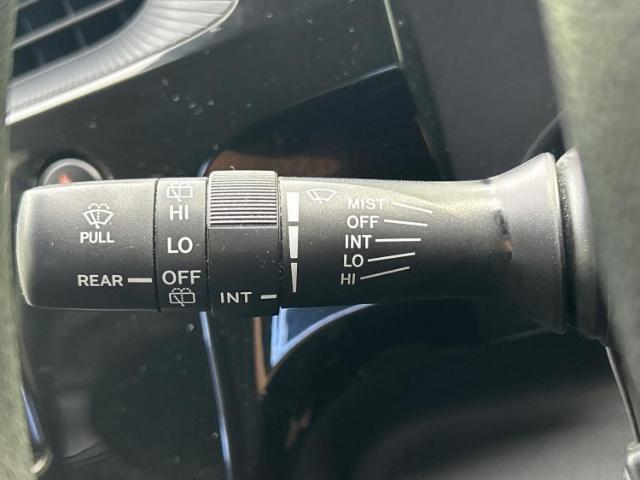 PULL
REAR
HI
LO
OFF
INT
MIST
OFF
INT
LO
HI